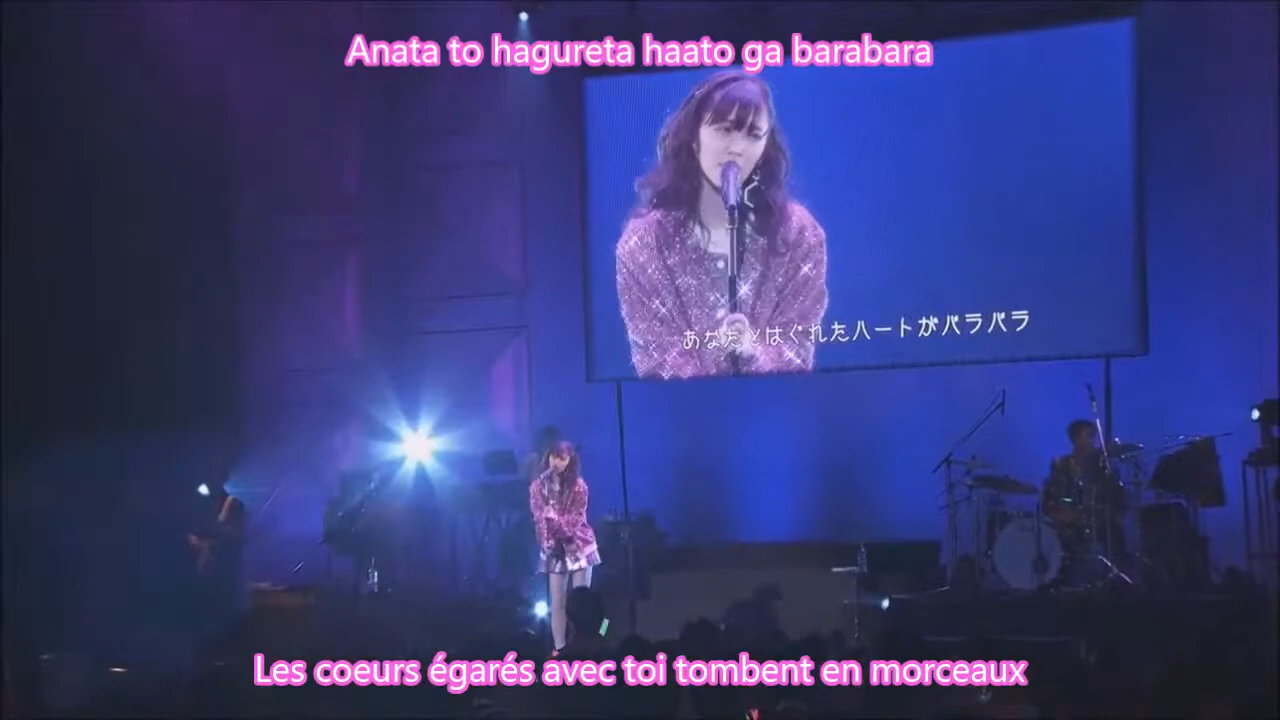 Anata to hagureta haato ga barabara
あなたとはぐれたハートがバラバラ
Les coeurs égarés avec toi tombent en morceaux